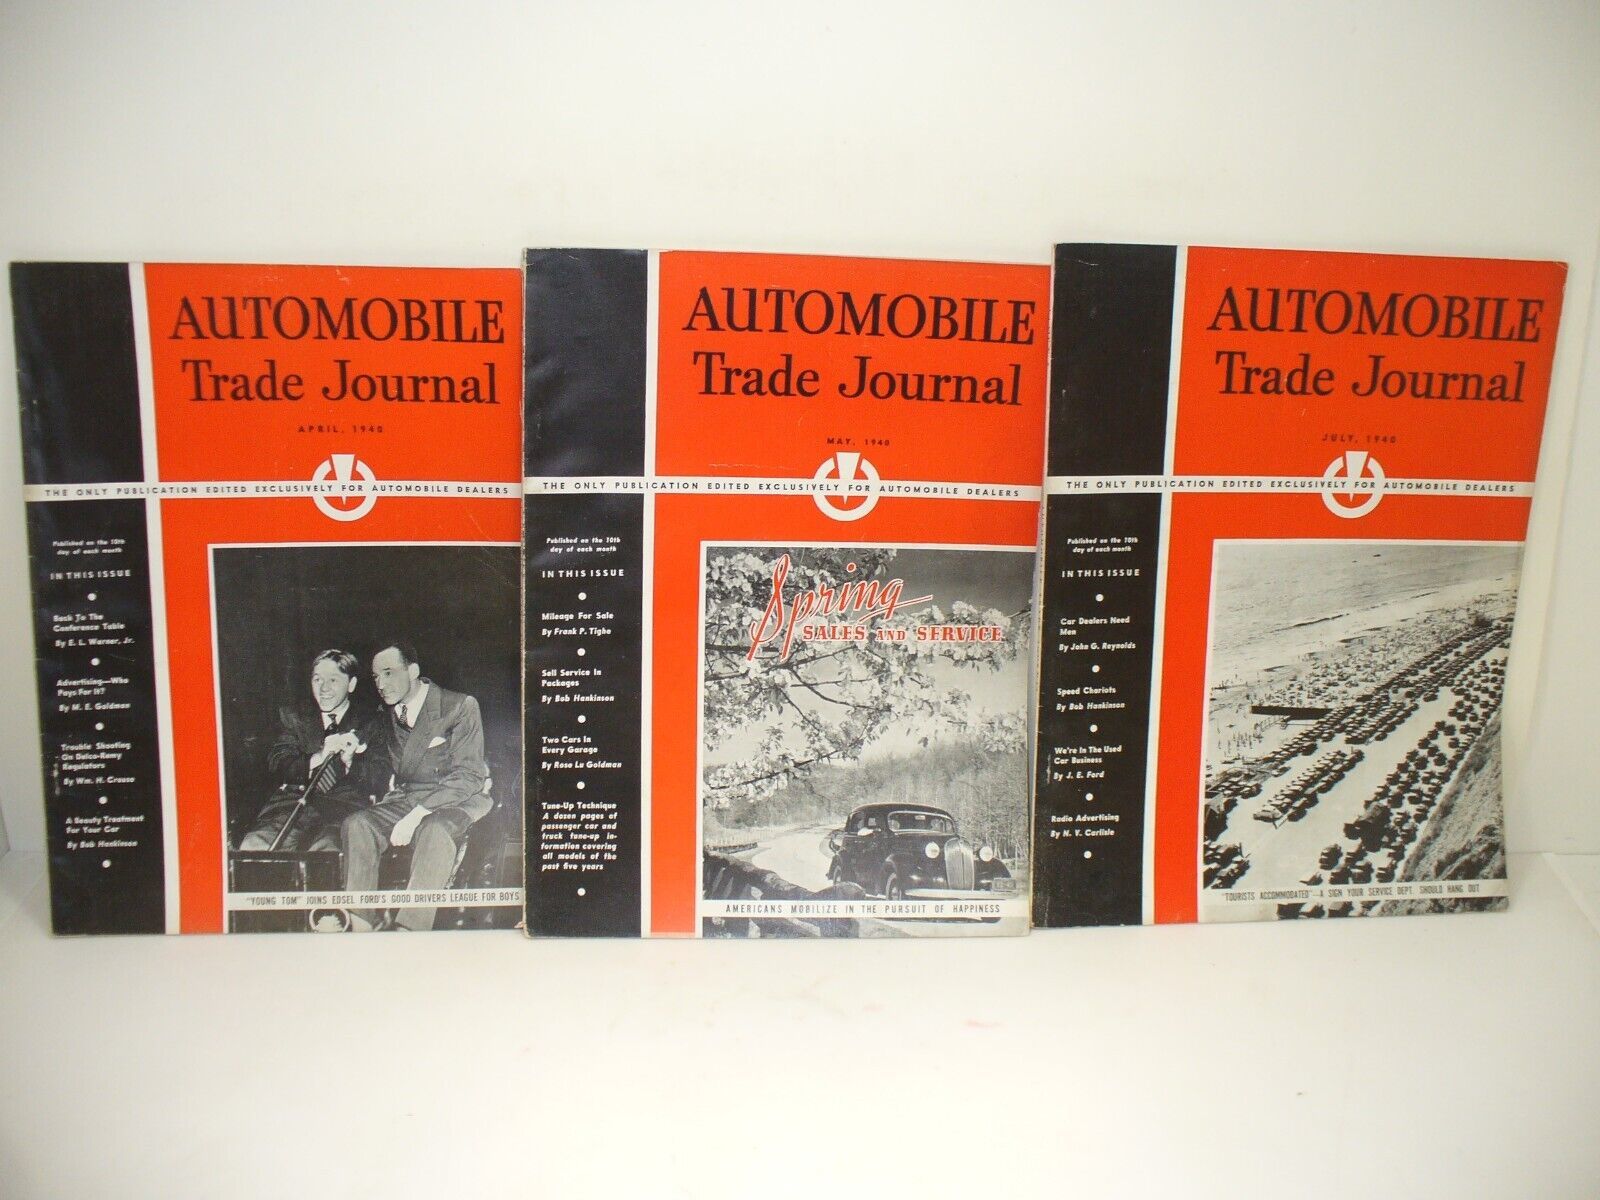 AUTOMOBILE
Trade Journal
APRIL, 1940
THE ONLY PUBLICATION EDITED EXCLUSIVELY FOR AUTOMOBILE DEALERS
Published on the 10th
day of each month
IN THIS ISSUE
Back To The
Conference Table
By E. L. Warner, Jr.
Advertising—Who
Pays For It?
By M. E. Goldman
Trouble Shooting
On Delco-Remy
Regulators
By Wm. H. Crouse
A Beauty Treatment
For Your Car
By Bob Hankinson
"YOUNG TOM" JOINS EDSEL FORD'S GOOD DRIVERS LEAGUE FOR BOYS
AUTOMOBILE
Trade Journal
MAY, 1940
THE ONLY PUBLICATION EDITED EXCLUSIVELY FOR AUTOMOBILE DEALERS
Published on the 10th
day of each month
IN THIS ISSUE
Mileage For Sale
By Frank P. Tighe
Sell Service In
Packages
By Bob Hankinson
Two Cars In
Every Garage
By Rose Lu Goldman
Tune-Up Technique
A dozen pages of
passenger car and
truck tune-up in-
formation covering
all models of the
past five years
Spring
SALES AND SERVICE
AMERICANS MOBILIZE IN THE PURSUIT OF HAPPINESS
AUTOMOBILE
Trade Journal
JULY, 1940
THE ONLY PUBLICATION EDITED EXCLUSIVELY FOR AUTOMOBILE DEALERS
Published on the 10th
day of each month
IN THIS ISSUE
Car Dealers Need
Men
By John G. Reynolds
Speed Chariots
By Bob Hankinson
We're In The Used
Car Business
By J. E. Ford
Radio Advertising
By N. V. Carlisle
"TOURISTS ACCOMMODATED"—A SIGN YOUR SERVICE DEPT. SHOULD HANG OUT